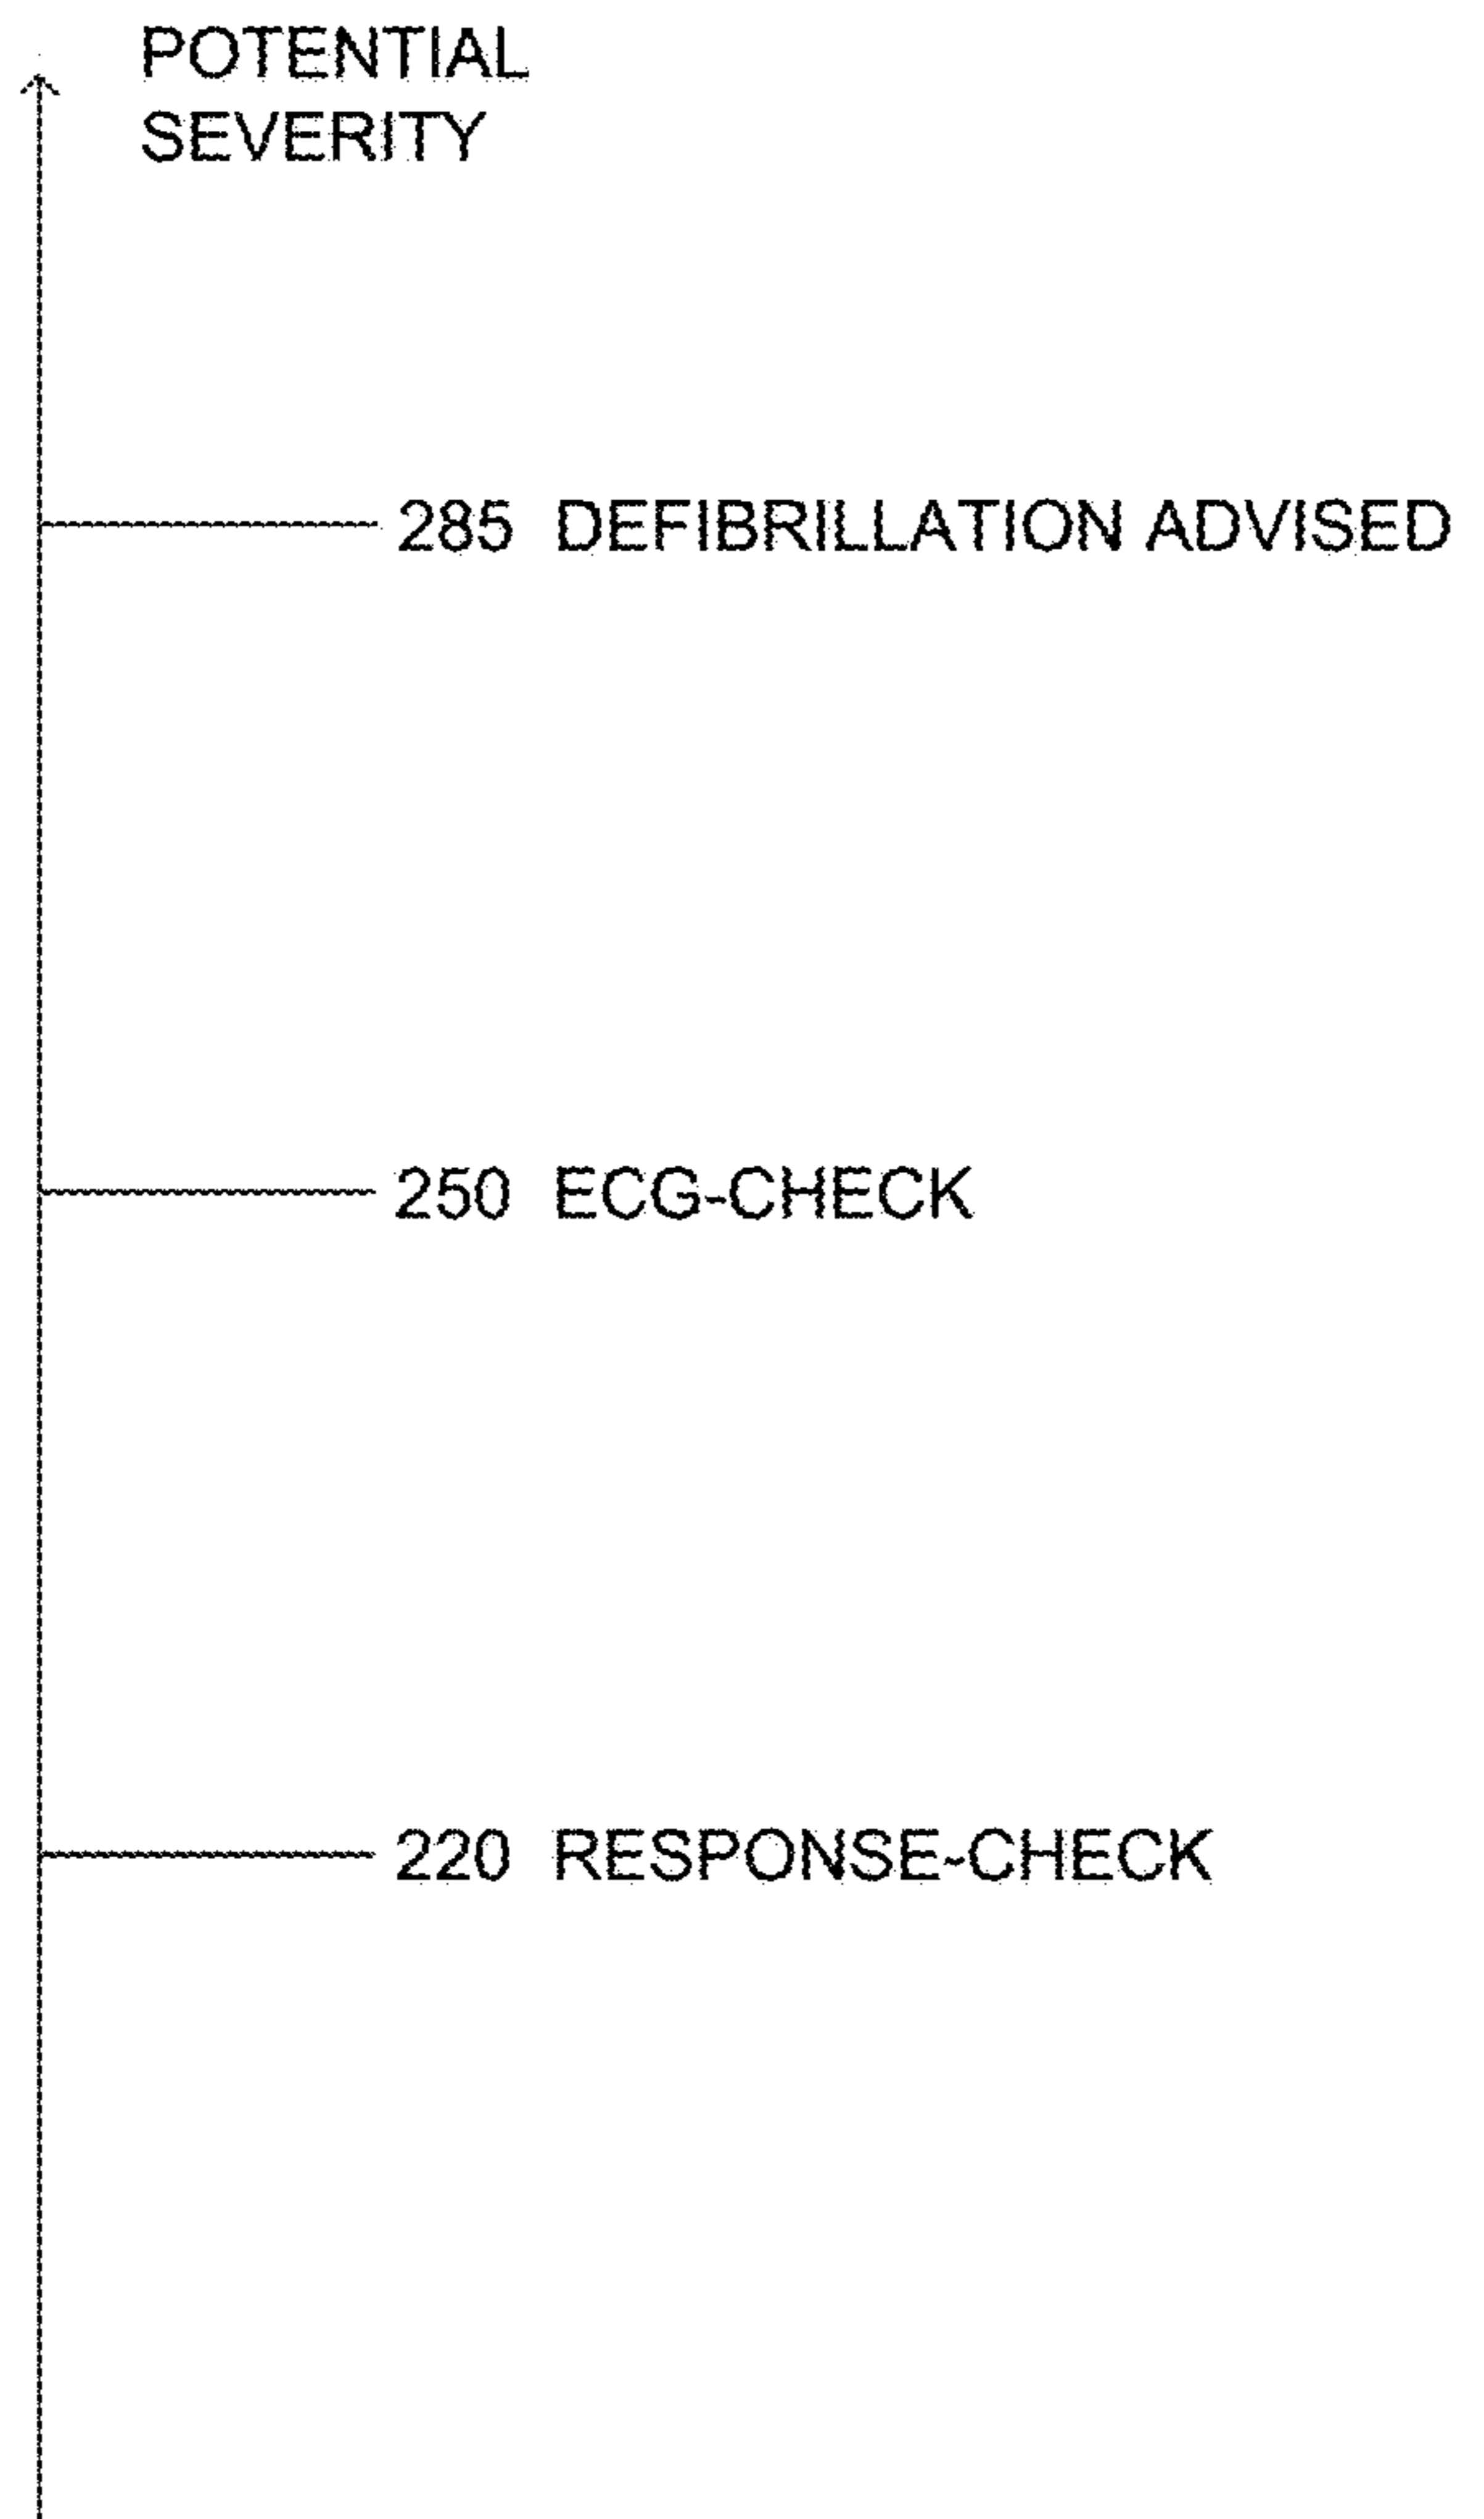 POTENTIAL
SEVERITY
285 DEFIBRILLATION ADVISED
250 ECG-CHECK
220 RESPONSE-CHECK